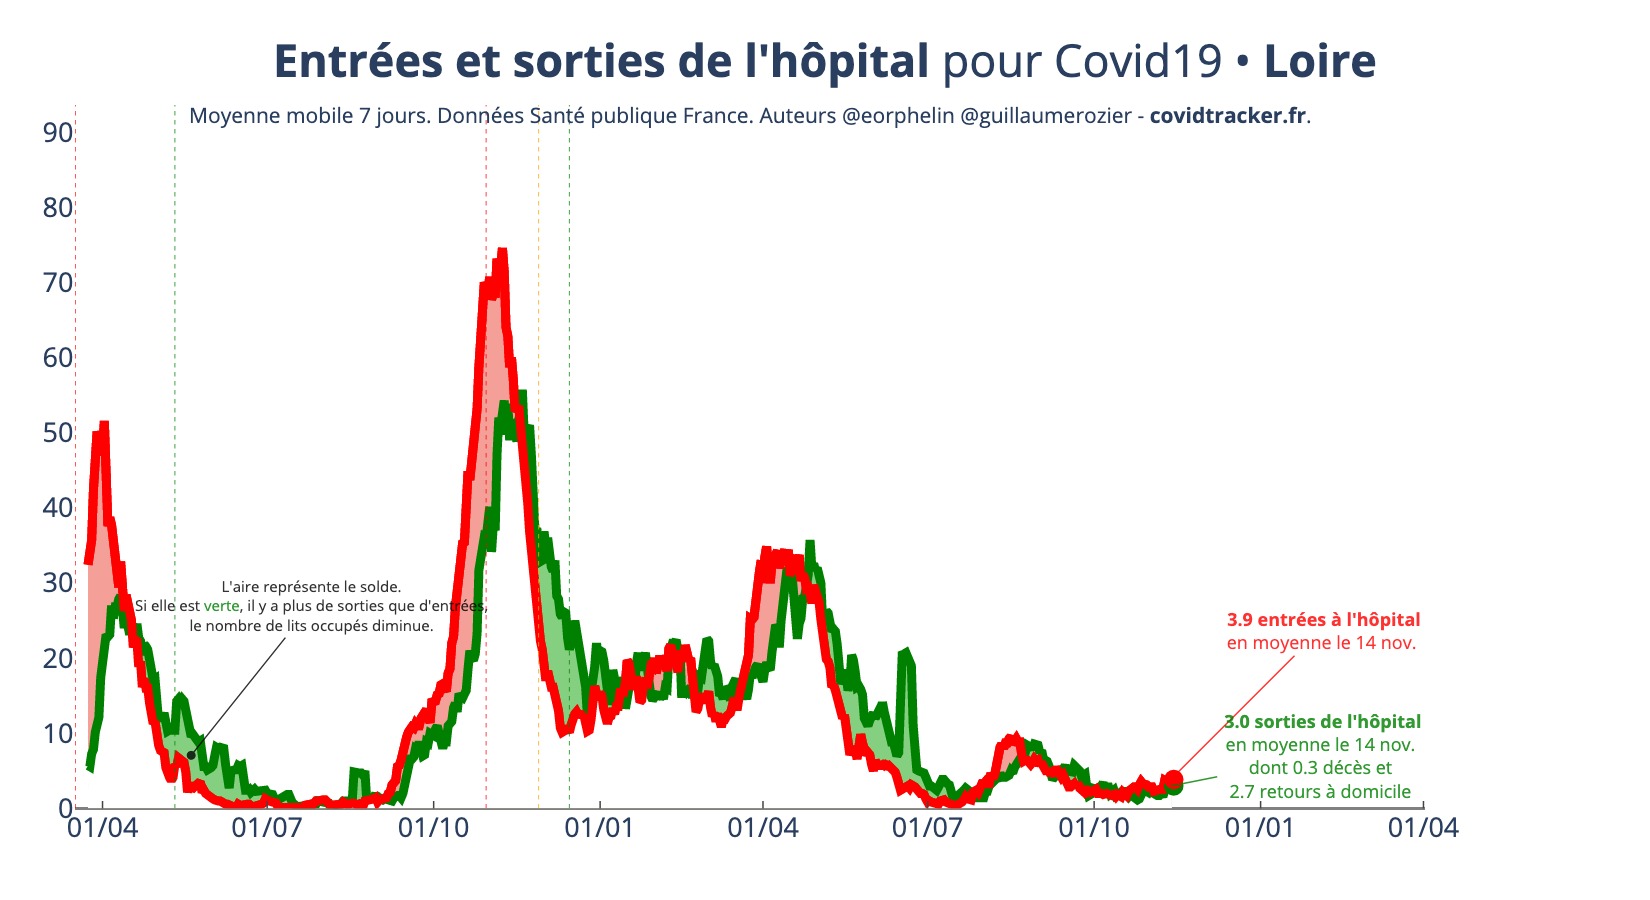 Entrées et sorties de l'hôpital pour Covid19 • Loire
Moyenne mobile 7 jours. Données Santé publique France. Auteurs @eorphelin @guillaumerozier - covidtracker.fr.
90
80
70
60
50
40
30
20
10
0
L'aire représente le solde.
Si elle est verte, il y a plus de sorties que d'entrées,
le nombre de lits occupés diminue.
3.9 entrées à l'hôpital
en moyenne le 14 nov.
3.0 sorties de l'hôpital
en moyenne le 14 nov.
dont 0.3 décès et
2.7 retours à domicile
01/04 01/07 01/10 01/01 01/04 01/07 01/10 01/01 01/04